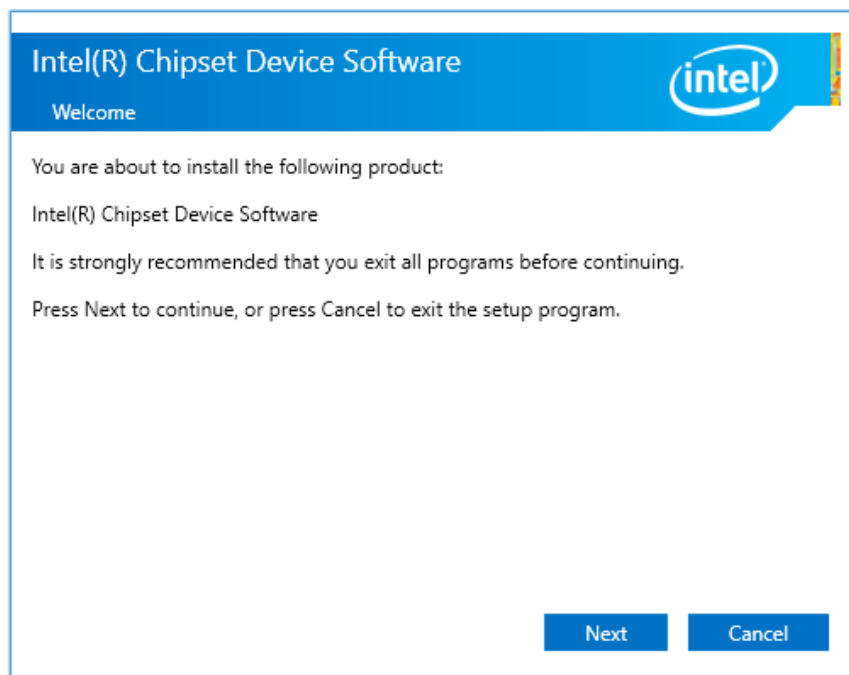 Intel(R) Chipset Device Software
intel
Welcome
You are about to install the following product:
Intel(R) Chipset Device Software
It is strongly recommended that you exit all programs before continuing.
Press Next to continue, or press Cancel to exit the setup program.
Next
Cancel